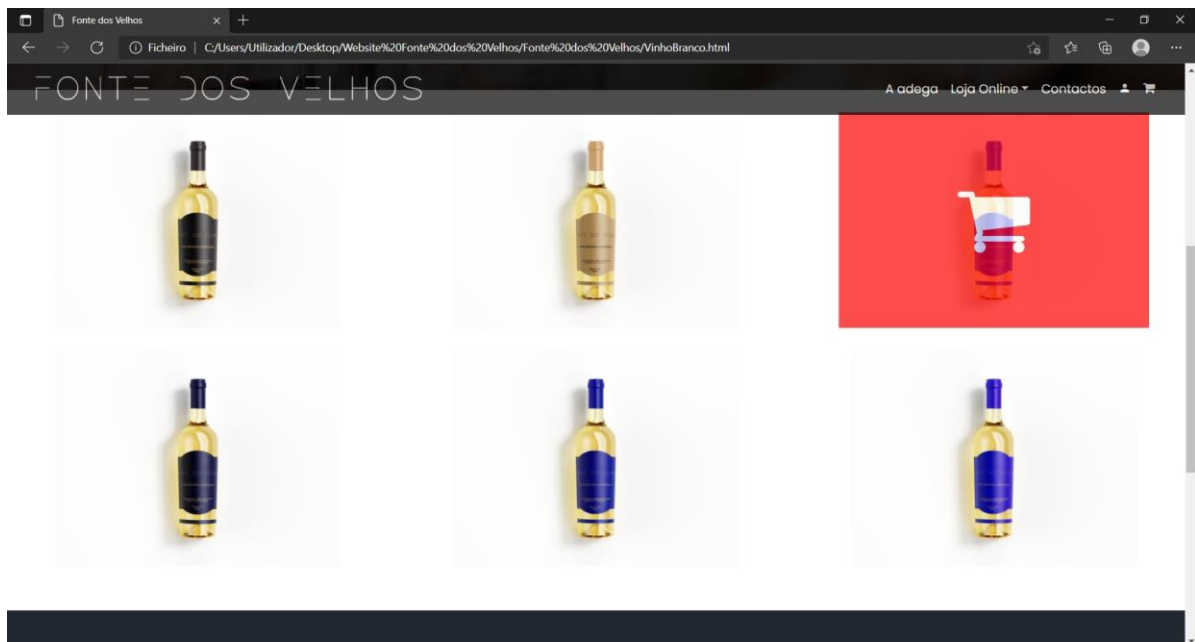 Fonte dos Velhos
Ficheiro | C:/Users/Utilizador/Desktop/Website%20Fonte%20dos%20Velhos/Fonte%20dos%20Velhos/VinhoBranco.html
FONTE DOS VELHOS
A adega Loja Online Contactos